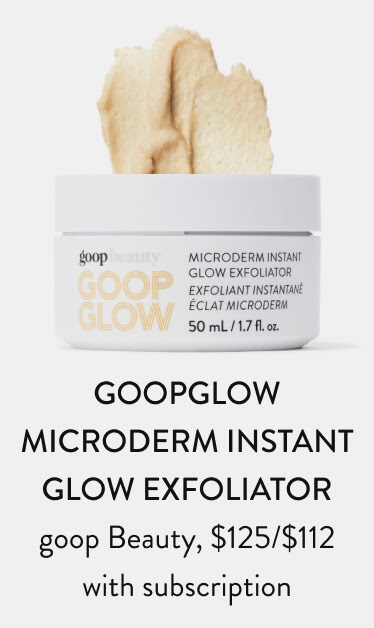 goop beauty
GOOP
GLOW
MICRODERM INSTANT
GLOW EXFOLIATOR
EXFOLIANT INSTANTANÉ
ÉCLAT MICRODERM
50 mL / 1.7 fl. oz.
GOOPGLOW
MICRODERM INSTANT
GLOW EXFOLIATOR
goop Beauty, $125/$112
with subscription